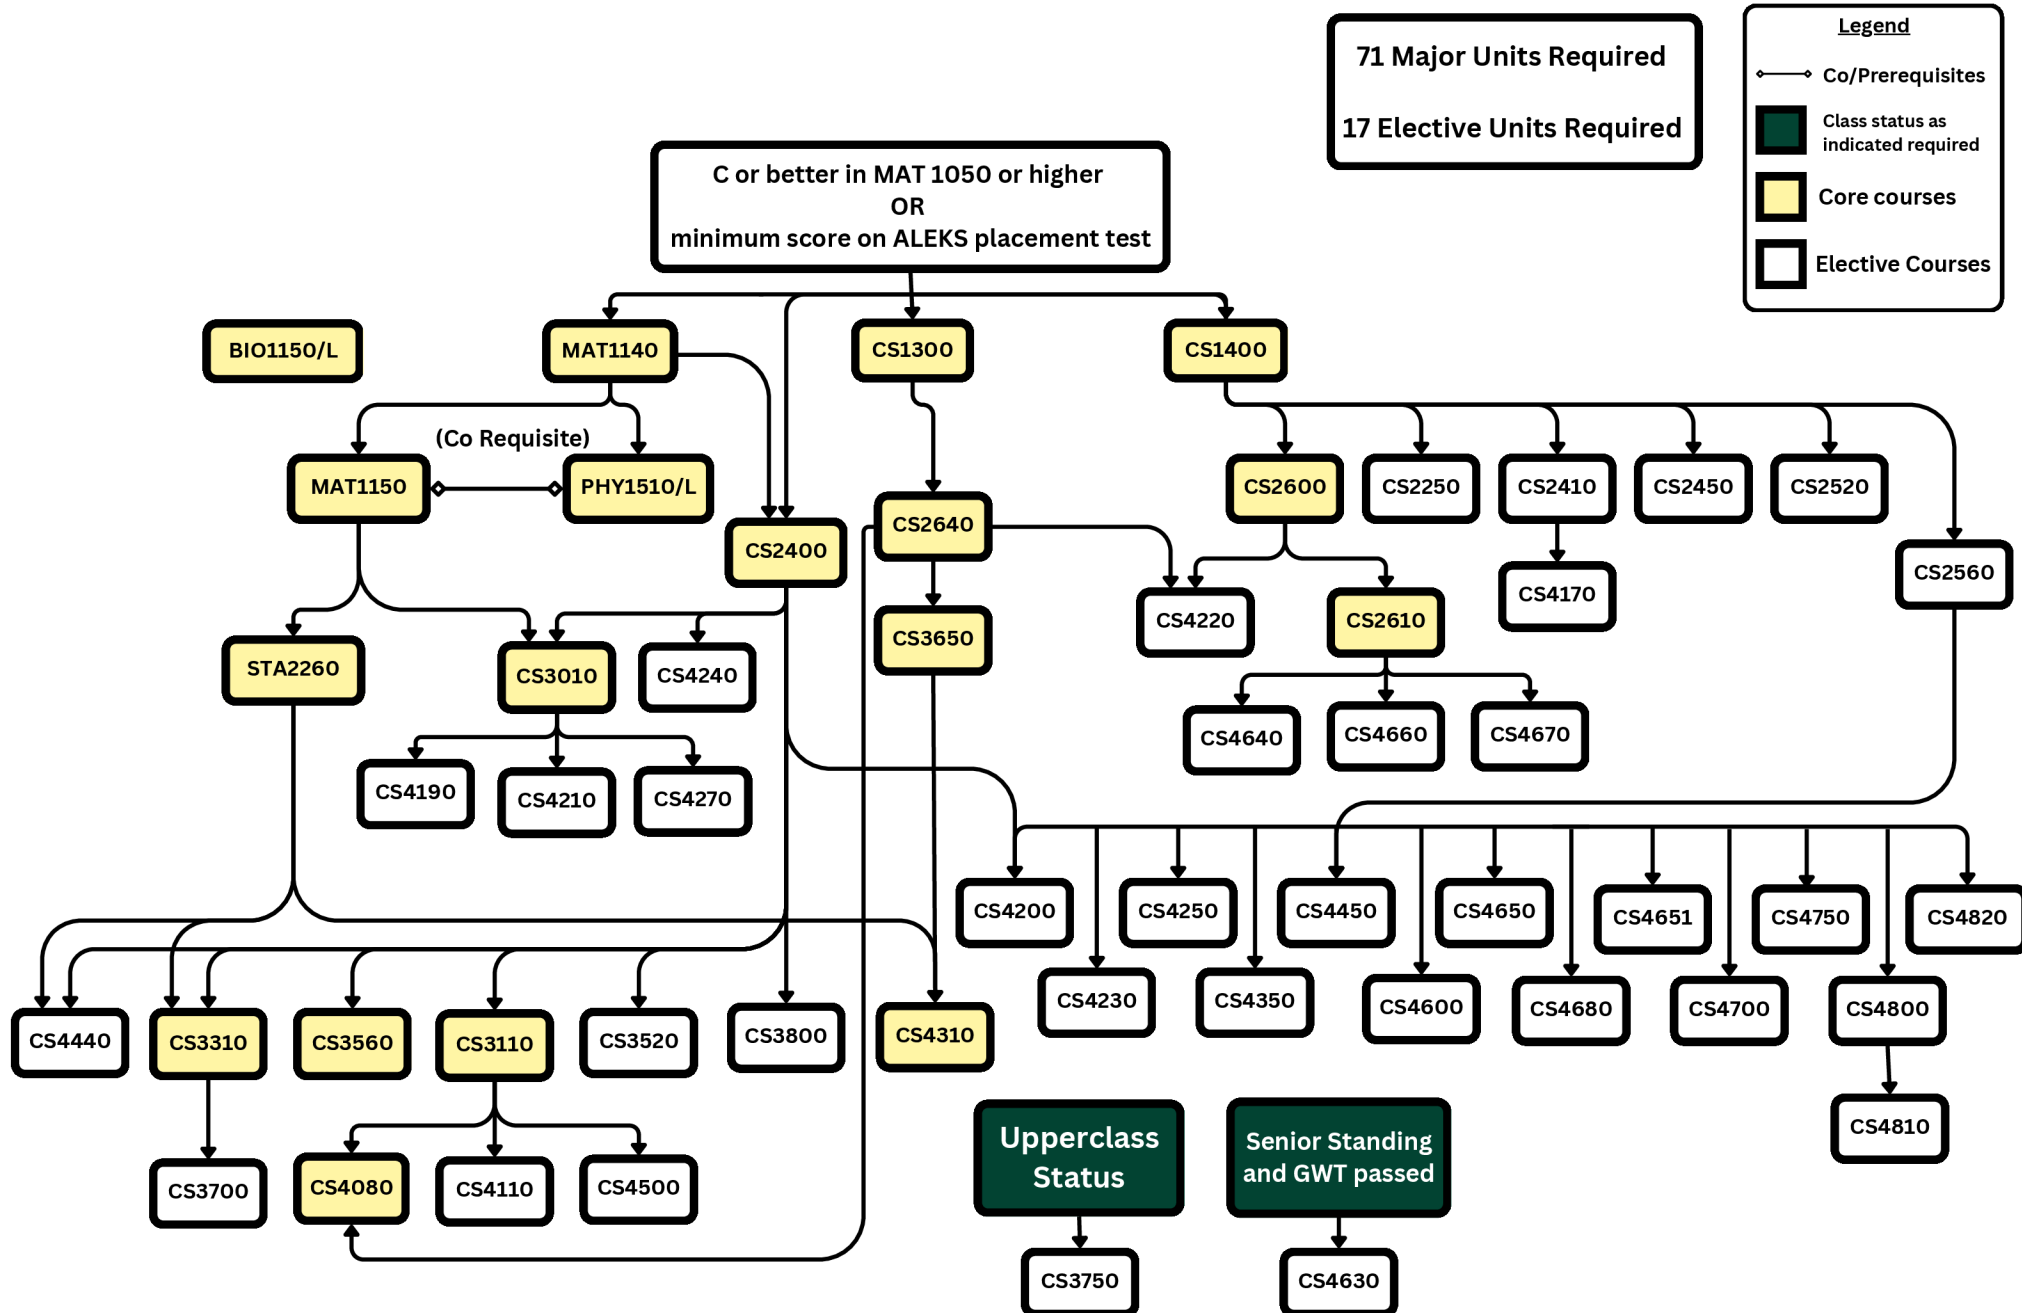 71 Major Units Required
17 Elective Units Required
Legend
Co/Prerequisites
Class status as
indicated required
Core courses
Elective Courses
C or better in MAT 1050 or higher
OR
minimum score on ALEKS placement test
BIO1150/L
MAT1140
CS1300
CS1400
(Co Requisite)
MAT1150
PHY1510/L
CS2400
CS2640
CS2600
CS2250
CS2410
CS2450
CS2520
CS2560
CS4170
CS4220
CS2610
CS3650
STA2260
CS3010
CS4240
CS4640
CS4660
CS4670
CS4190
CS4210
CS4270
CS4200
CS4250
CS4450
CS4650
CS4651
CS4750
CS4820
CS4230
CS4350
CS4600
CS4680
CS4700
CS4800
CS4440
CS3310
CS3560
CS3110
CS3520
CS3800
CS4310
CS4810
Upperclass
Status
Senior Standing
and GWT passed
CS3700
CS4080
CS4110
CS4500
CS3750
CS4630